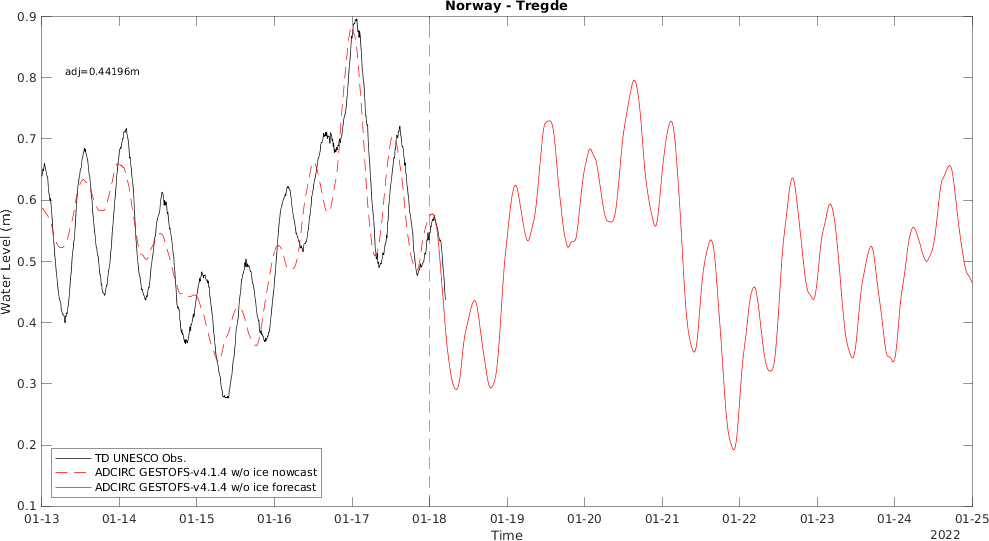 Norway - Tregde
0.9
0.8
0.7
0.6
0.5
0.4
0.3
0.2
0.1
Water Level (m)
adj=0.44196m
TD UNESCO Obs.
ADCIRC GESTOFS-v4.1.4 w/o ice nowcast
ADCIRC GESTOFS-v4.1.4 w/o ice forecast
01-13 01-14 01-15 01-16 01-17 01-18 01-19 01-20 01-21 01-22 01-23 01-24 01-25
Time
2022